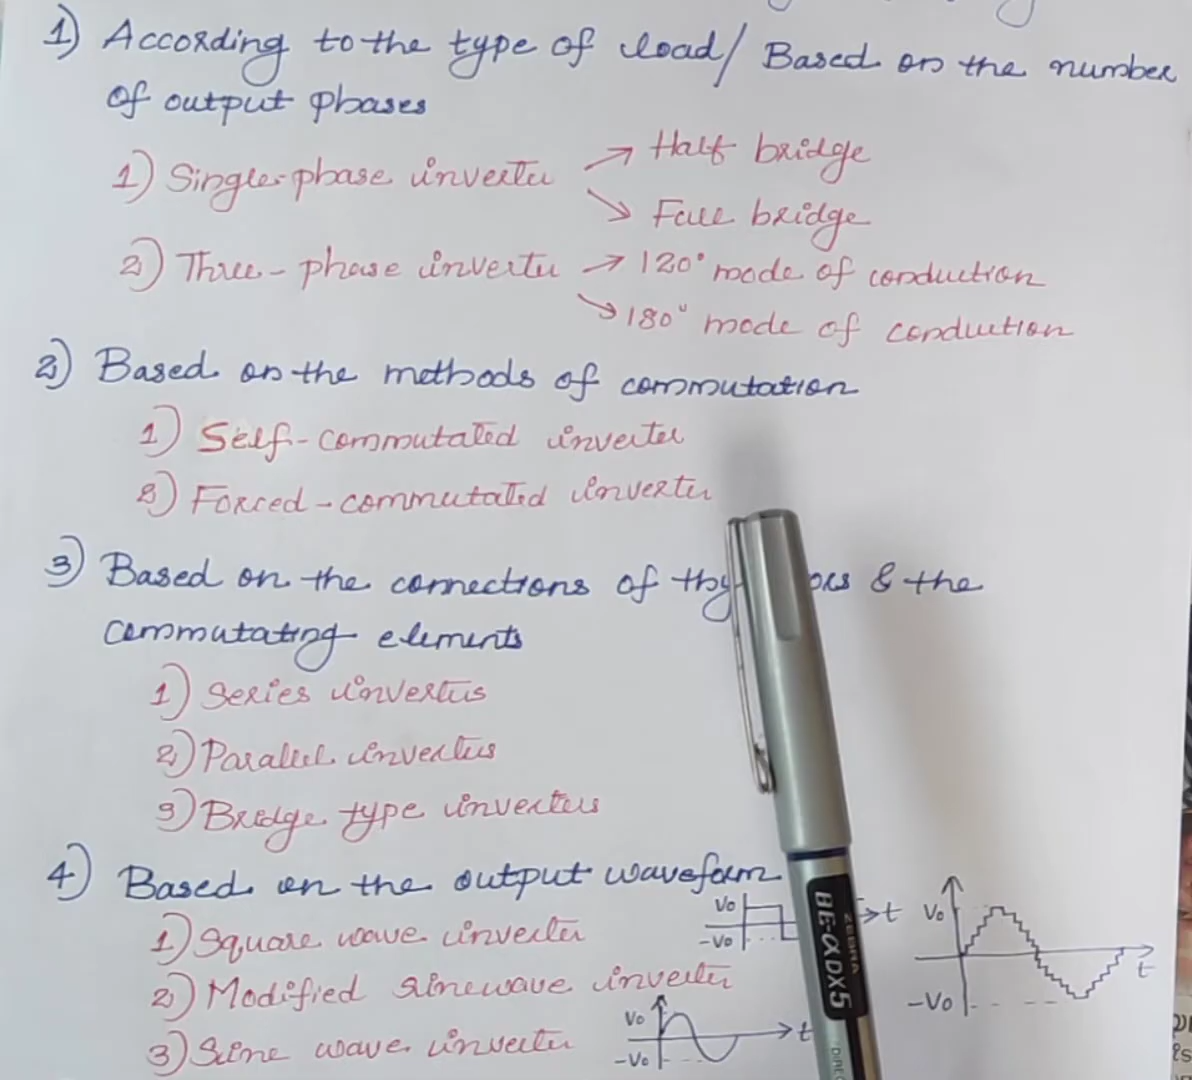 1) According to the type of load/ Based on the number
of output phases
1) Single-phase inverter → Half bridge
↘ Full bridge
2) Three-phase inverter → 120° mode of conduction
↘ 180° mode of conduction
2) Based on the methods of commutation
1) Self-commutated inverter
2) Forced-commutated inverter
3) Based on the connections of & the
commutating elements
1) Series inverters
2) Parallel inverters
3) Bridge type inverters
4) Based on the output waveform
1) Square wave inverter
Vo
-Vo
t
Vo
-Vo
t
2) Modified sinewave inverter
3) Sine wave inverter
Vo
-Vo
t
ZEBRA
BE-αDX5